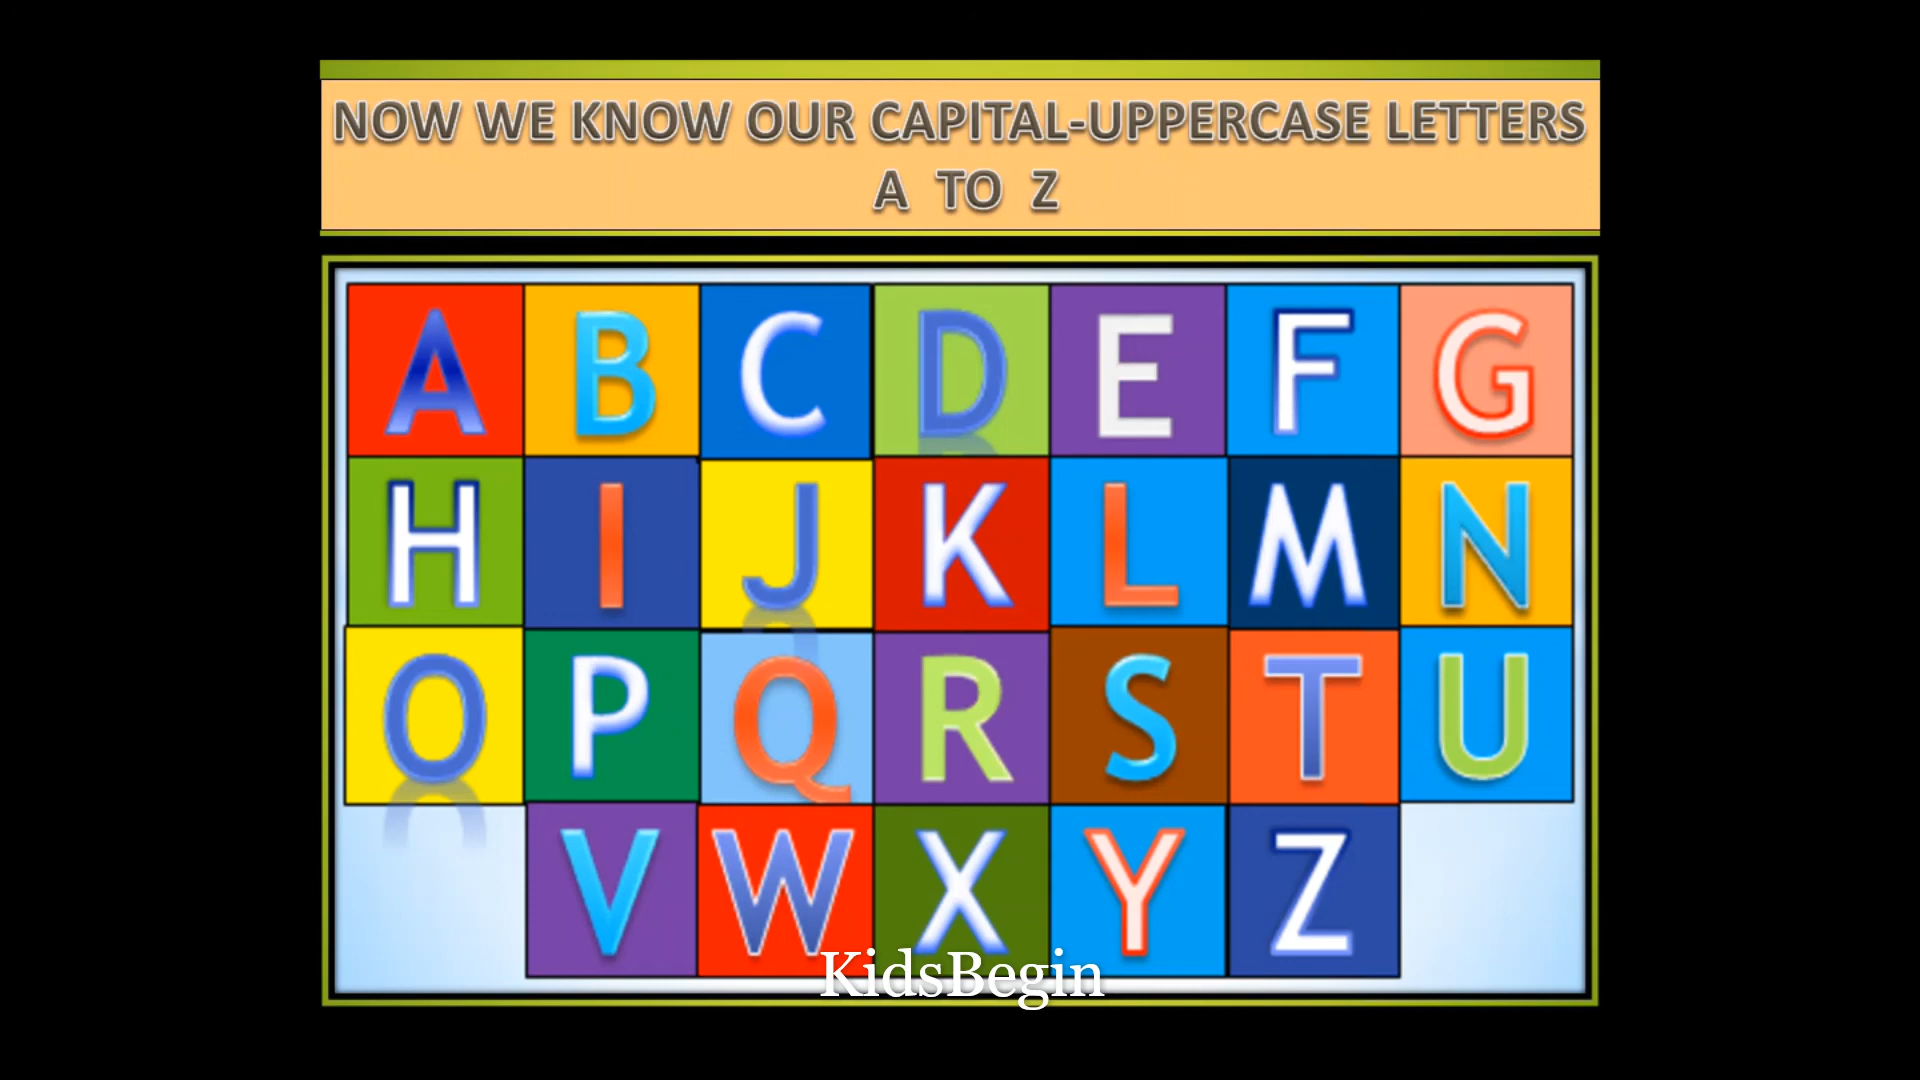 NOW WE KNOW OUR CAPITAL-UPPERCASE LETTERS
A TO Z
A B C D E F G
H I J K L M N
O P Q R S T U
V W X Y Z
KidsBegin